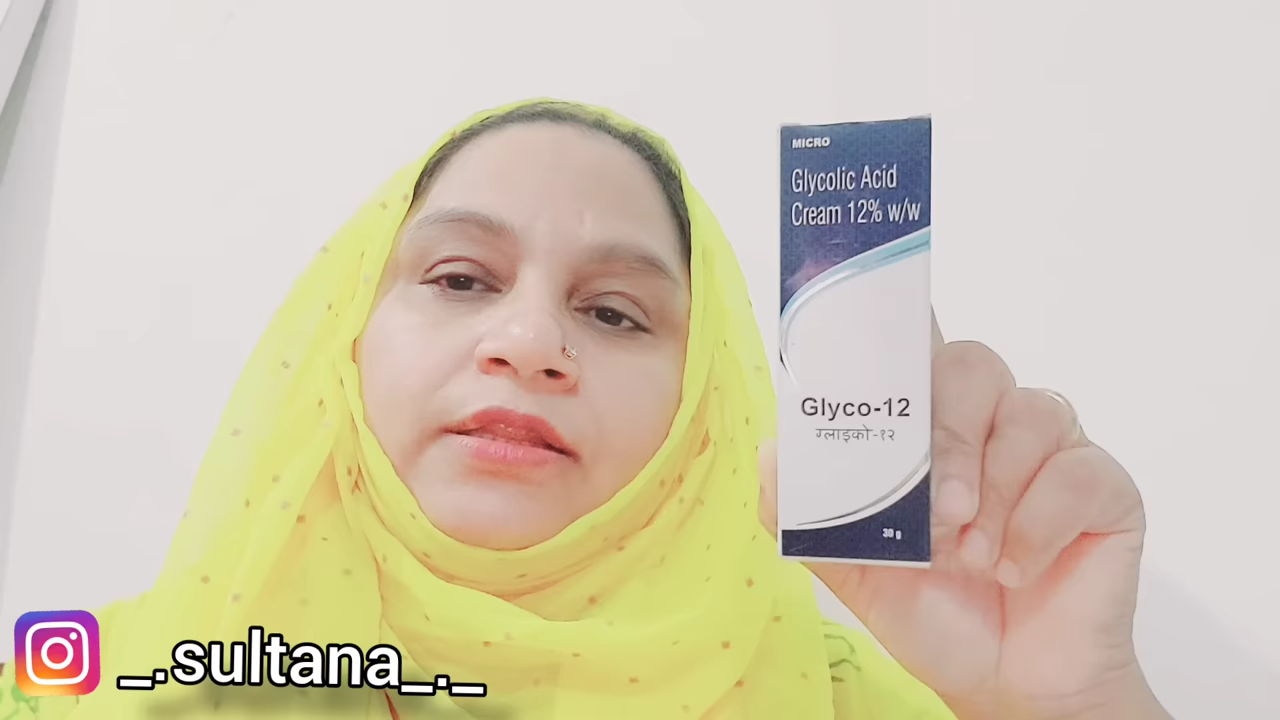 MICRO
Glycolic Acid
Cream 12% w/w
Glyco-12
ग्लाइको-१२
30 g
_.sultana_._